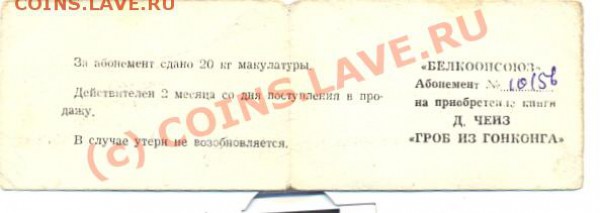 COINS.LAVE.RU
За абонемент сдано 20 кг макулатуры.
Действителен 2 месяца со дня поступления в про-
дажу.
В случае утери не возобновляется.
«БЕЛКООПСОЮЗ»
Абонемент № 10156
на приобретение книги
Д. ЧЕЙЗ
«ГРОБ ИЗ ГОНКОНГА»
(c) COINS.LAVE.RU